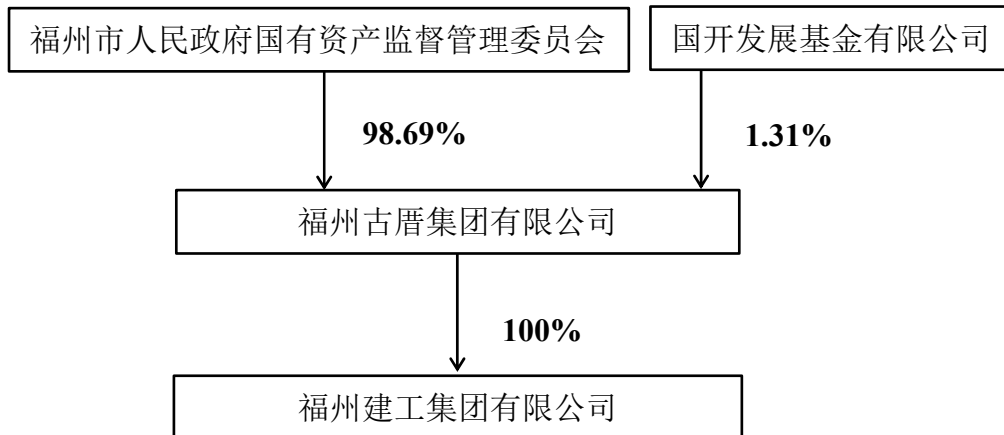 福州市人民政府国有资产监督管理委员会
国开发展基金有限公司
98.69%
1.31%
福州古厝集团有限公司
100%
福州建工集团有限公司